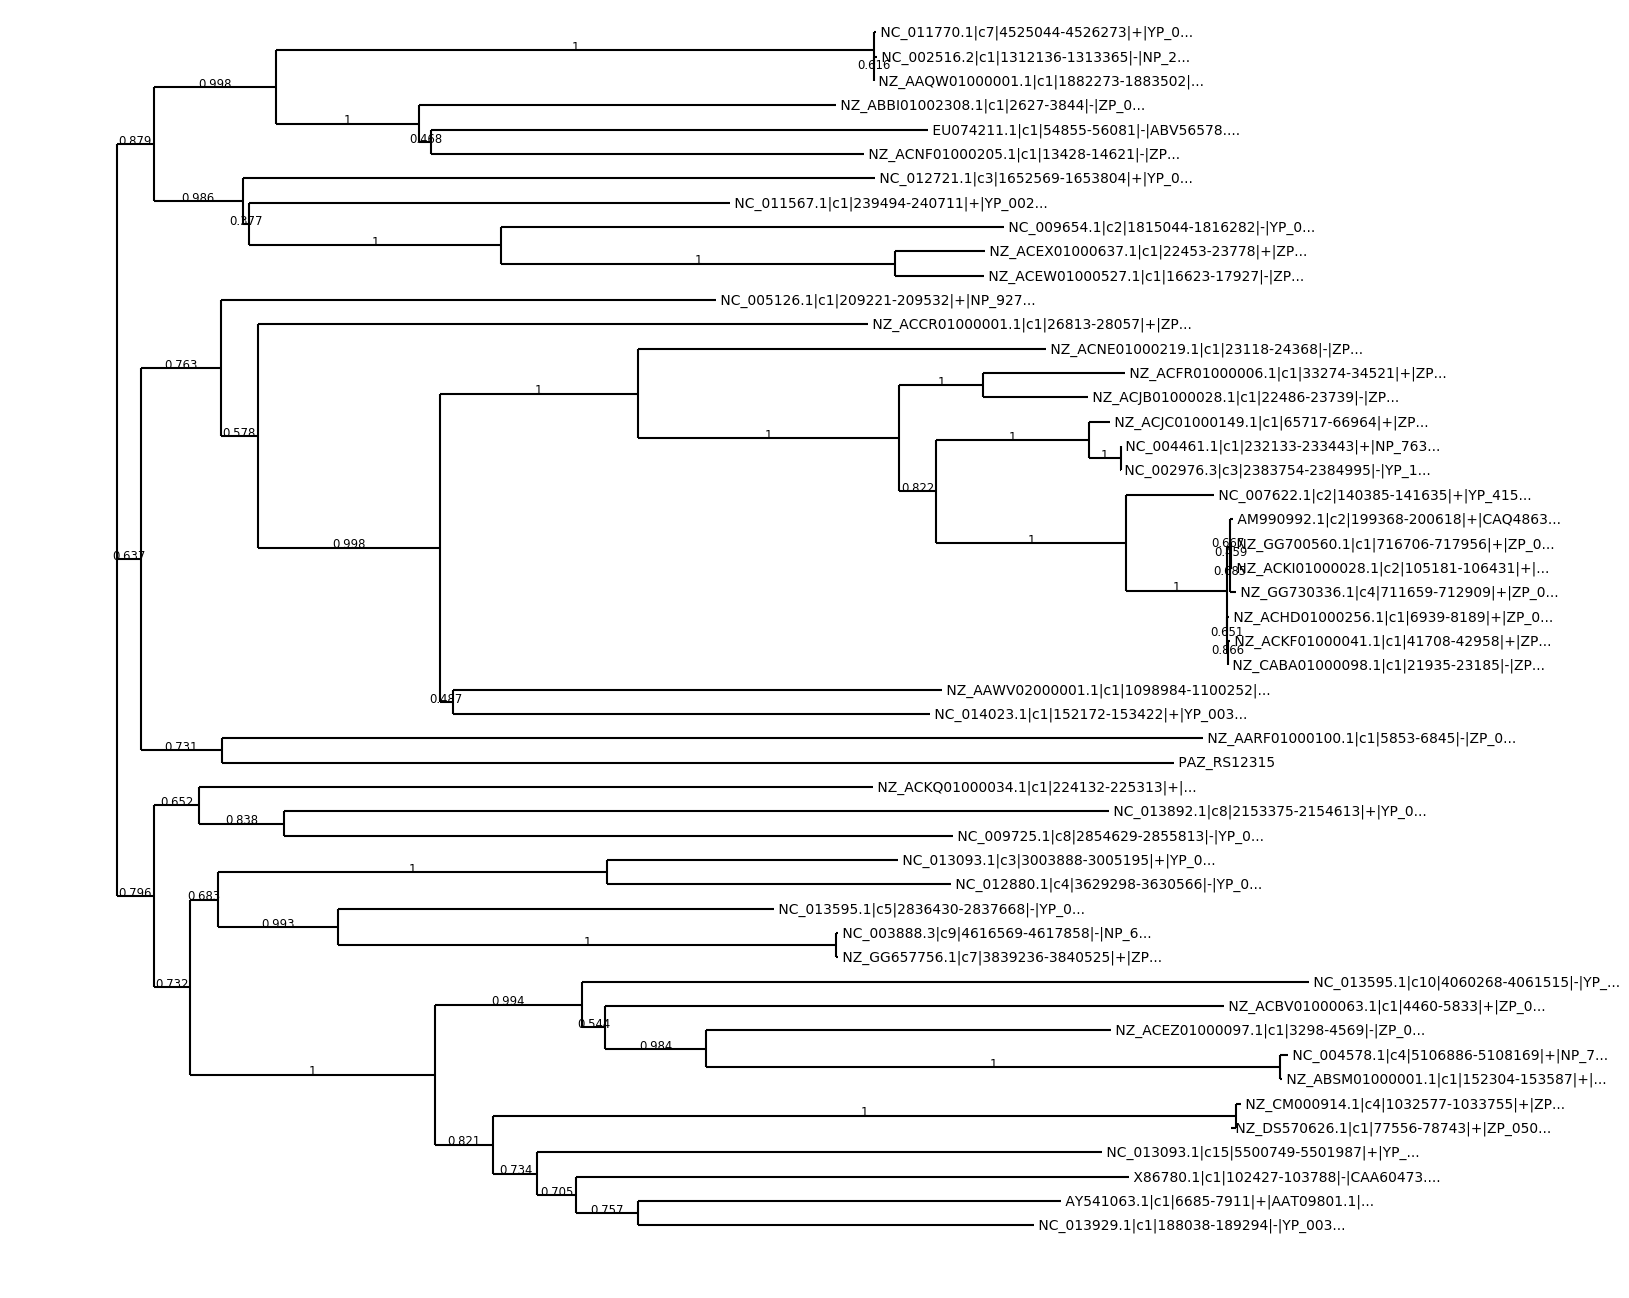 NC_011770.1|c7|4525044-4526273|+|YP_0...
1
NC_002516.2|c1|1312136-1313365|-|NP_2...
0.616
NZ_AAQW01000001.1|c1|1882273-1883502|...
0.998
NZ_ABBI01002308.1|c1|2627-3844|-|ZP_0...
1
EU074211.1|c1|54855-56081|-|ABV56578....
0.468
0.879
NZ_ACNF01000205.1|c1|13428-14621|-|ZP...
NC_012721.1|c3|1652569-1653804|+|YP_0...
0.986
NC_011567.1|c1|239494-240711|+|YP_002...
0.377
NC_009654.1|c2|1815044-1816282|-|YP_0...
1
NZ_ACEX01000637.1|c1|22453-23778|+|ZP...
1
NZ_ACEW01000527.1|c1|16623-17927|-|ZP...
NC_005126.1|c1|209221-209532|+|NP_927...
NZ_ACCR01000001.1|c1|26813-28057|+|ZP...
NZ_ACNE01000219.1|c1|23118-24368|-|ZP...
0.763
NZ_ACFR01000006.1|c1|33274-34521|+|ZP...
1
1
NZ_ACJB01000028.1|c1|22486-23739|-|ZP...
NZ_ACJC01000149.1|c1|65717-66964|+|ZP...
0.578
1
1
NC_004461.1|c1|232133-233443|+|NP_763...
1
NC_002976.3|c3|2383754-2384995|-|YP_1...
0.822
NC_007622.1|c2|140385-141635|+|YP_415...
AM990992.1|c2|199368-200618|+|CAQ4863...
0.998
1
NZ_GG700560.1|c1|716706-717956|+|ZP_0...
0.637
NZ_ACKI01000028.1|c2|105181-106431|+|...
1
NZ_GG730336.1|c4|711659-712909|+|ZP_0...
NZ_ACHD01000256.1|c1|6939-8189|+|ZP_0...
0.651
NZ_ACKF01000041.1|c1|41708-42958|+|ZP...
0.866
NZ_CABA01000098.1|c1|21935-23185|-|ZP...
NZ_AAWV02000001.1|c1|1098984-1100252|...
0.487
NC_014023.1|c1|152172-153422|+|YP_003...
NZ_AARF01000100.1|c1|5853-6845|-|ZP_0...
0.731
PAZ_RS12315
NZ_ACKQ01000034.1|c1|224132-225313|+|...
0.652
NC_013892.1|c8|2153375-2154613|+|YP_0...
0.838
NC_009725.1|c8|2854629-2855813|-|YP_0...
NC_013093.1|c3|3003888-3005195|+|YP_0...
1
NC_012880.1|c4|3629298-3630566|-|YP_0...
0.796
0.683
NC_013595.1|c5|2836430-2837668|-|YP_0...
0.993
NC_003888.3|c9|4616569-4617858|-|NP_6...
1
NZ_GG657756.1|c7|3839236-3840525|+|ZP...
0.732
NC_013595.1|c10|4060268-4061515|-|YP_...
0.994
NZ_ACBV01000063.1|c1|4460-5833|+|ZP_0...
0.544
NZ_ACEZ01000097.1|c1|3298-4569|-|ZP_0...
0.984
NC_004578.1|c4|5106886-5108169|+|NP_7...
1
1
NZ_ABSM01000001.1|c1|152304-153587|+|...
NZ_CM000914.1|c4|1032577-1033755|+|ZP...
1
NZ_DS570626.1|c1|77556-78743|+|ZP_050...
0.821
NC_013093.1|c15|5500749-5501987|+|YP_...
0.734
X86780.1|c1|102427-103788|-|CAA60473....
0.705
AY541063.1|c1|6685-7911|+|AAT09801.1|...
0.757
NC_013929.1|c1|188038-189294|-|YP_003...